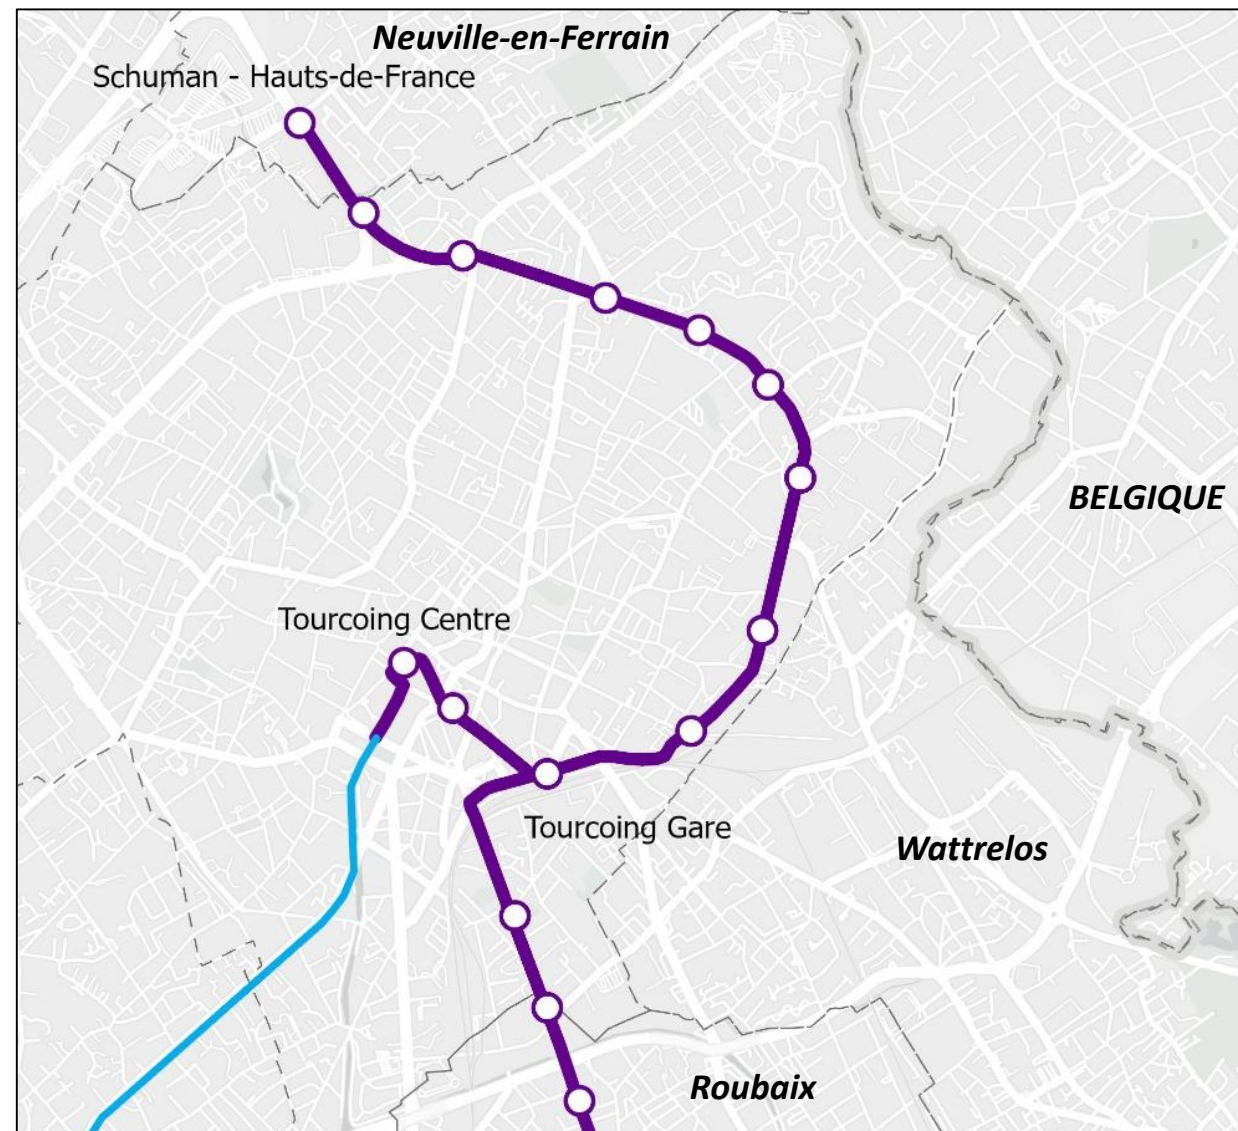 Neuville-en-Ferrain
Schuman - Hauts-de-France
BELGIQUE
Tourcoing Centre
Tourcoing Gare
Wattrelos
Roubaix